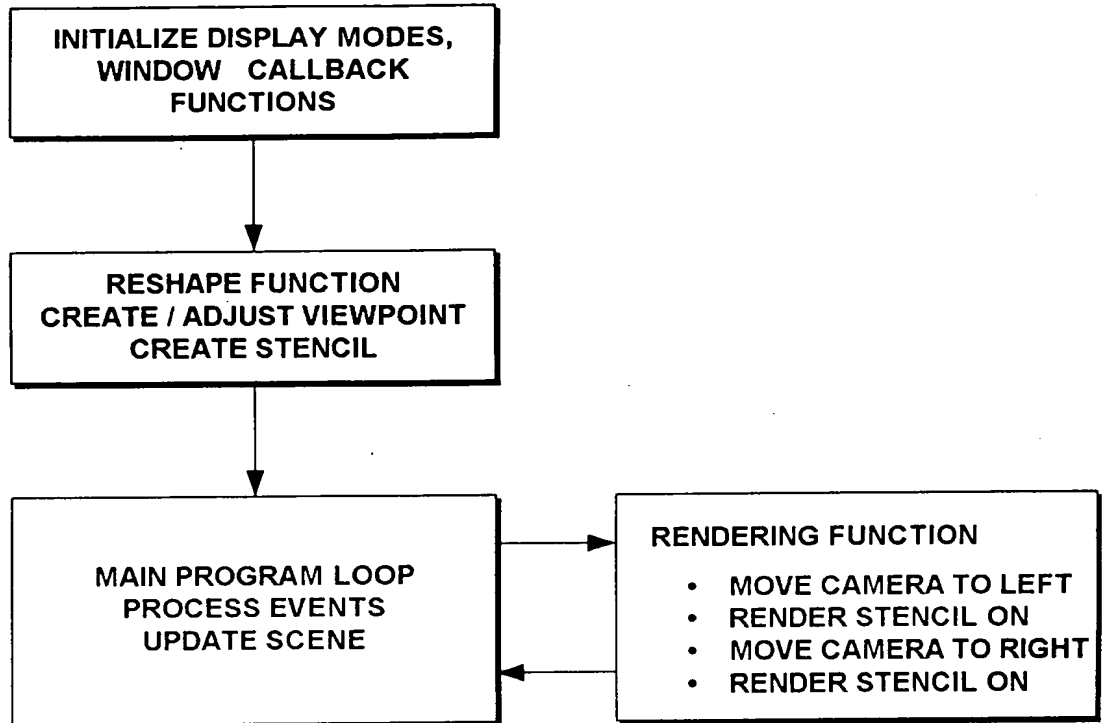 INITIALIZE DISPLAY MODES,
WINDOW CALLBACK
FUNCTIONS
RESHAPE FUNCTION
CREATE / ADJUST VIEWPOINT
CREATE STENCIL
MAIN PROGRAM LOOP
PROCESS EVENTS
UPDATE SCENE
RENDERING FUNCTION
• MOVE CAMERA TO LEFT
• RENDER STENCIL ON
• MOVE CAMERA TO RIGHT
• RENDER STENCIL ON